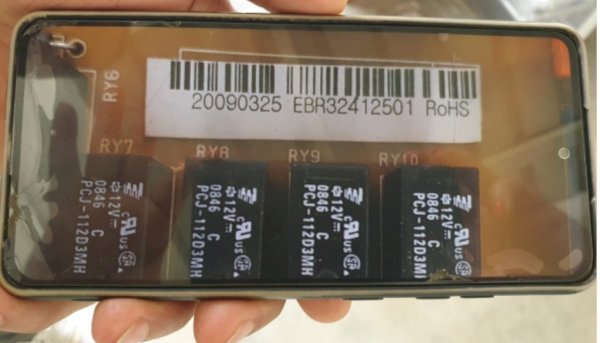 20090325 EBR32412501 RoHS
RY6
RY7 RY8 RY9 RY10
12V
0846 C
PCJ-112D3MH
12V
0846 C
PCJ-112D3MH
12V
0846 C
PCJ-112D3MH
12V
0846 C
PCJ-112D3MH